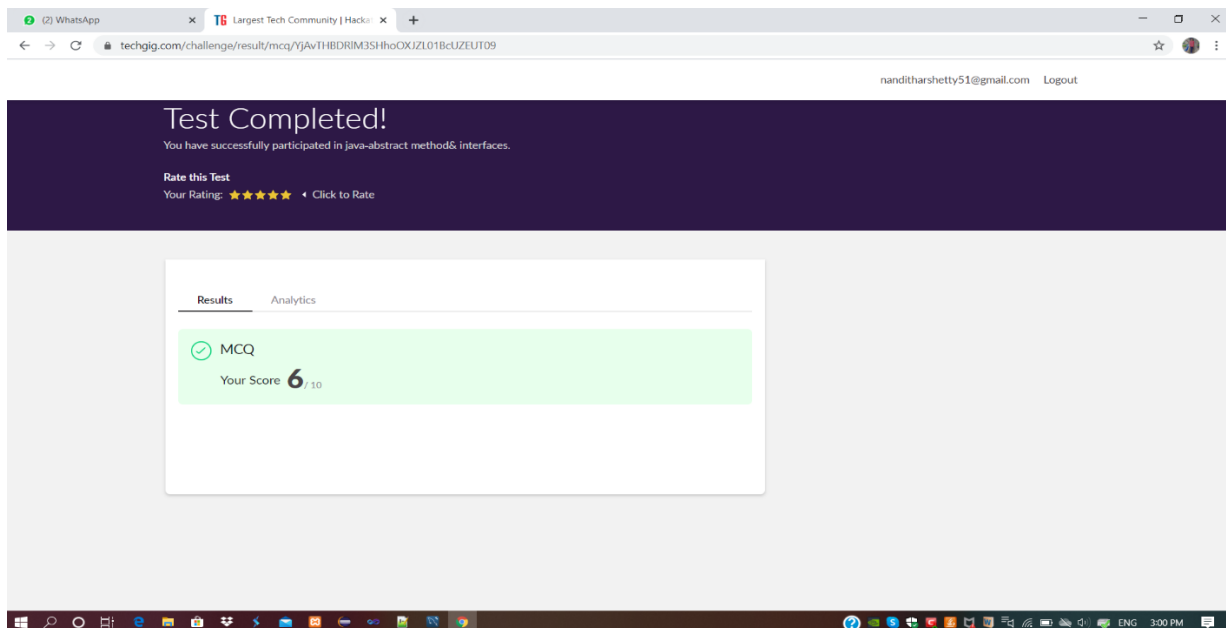 (2) WhatsApp
TG Largest Tech Community | Hacka
techgig.com/challenge/result/mcq/YjAvTHBDRlM3SHhoOXJZL01BcUZEUT09
nanditharshetty51@gmail.com Logout
Test Completed!
You have successfully participated in java-abstract method& interfaces.
Rate this Test
Your Rating: Click to Rate
Results Analytics
MCQ
Your Score 6/ 10
ENG 3:00 PM